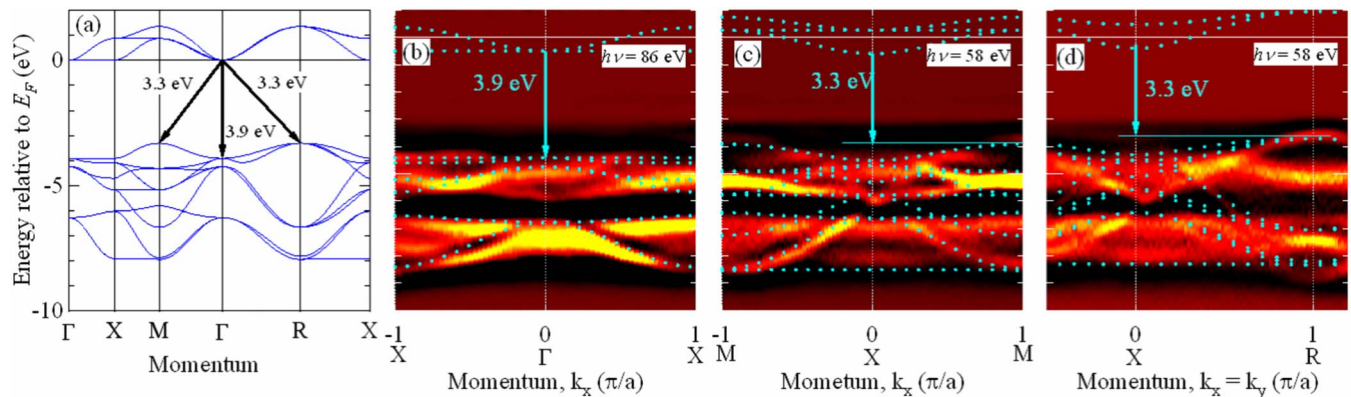 (a)
Energy relative to E_F (eV)
0
-5
-10
3.3 eV
3.3 eV
3.9 eV
Γ X M Γ R X
Momentum
(b)
hν= 86 eV
3.9 eV
-1 0 1
X Γ X
Momentum, k_x (π/a)
(c)
hν= 58 eV
3.3 eV
-1 0 1
M X M
Mometum, k_x (π/a)
(d)
hν= 58 eV
3.3 eV
0 1
X R
Momentum, k_x = k_y (π/a)